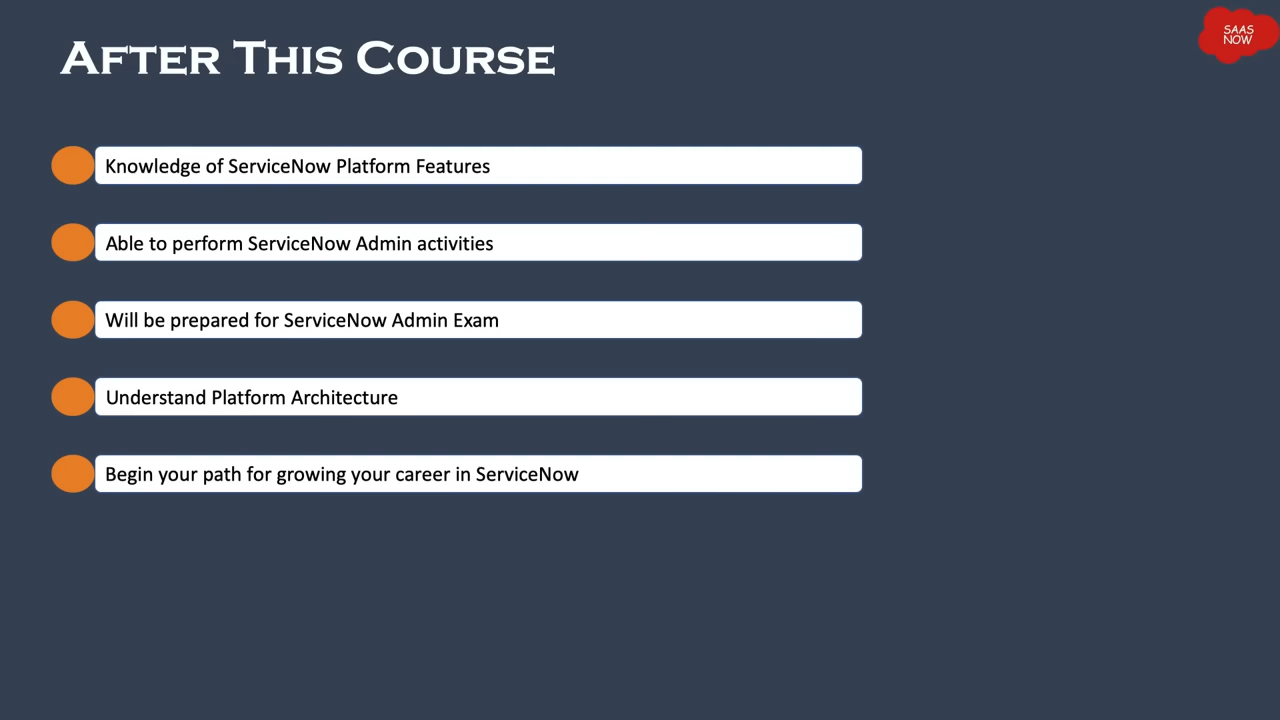 After This Course
SAAS
NOW
Knowledge of ServiceNow Platform Features
Able to perform ServiceNow Admin activities
Will be prepared for ServiceNow Admin Exam
Understand Platform Architecture
Begin your path for growing your career in ServiceNow